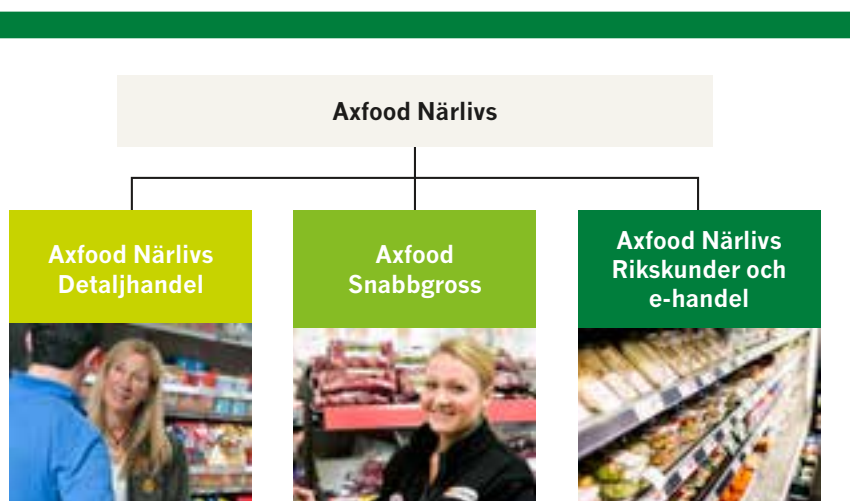 Axfood Närlivs
Axfood Närlivs
Detaljhandel
Axfood
Snabbgross
Axfood Närlivs
Rikskunder och
e-handel